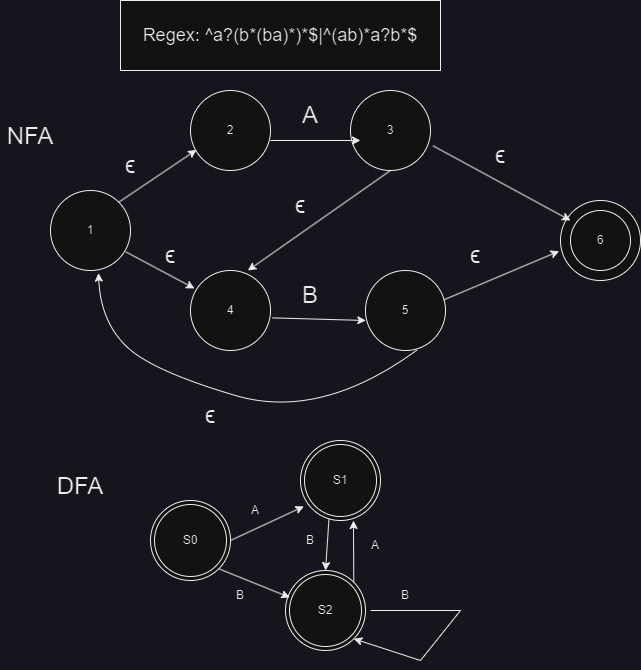 Regex: ^a?(b*(ba)*)*$|^(ab)*a?b*$
NFA
2
A
3
ϵ
ϵ
ϵ
1
ϵ
6
ϵ
4
B
5
ϵ
DFA
S1
A
S0
B
A
B
B
S2